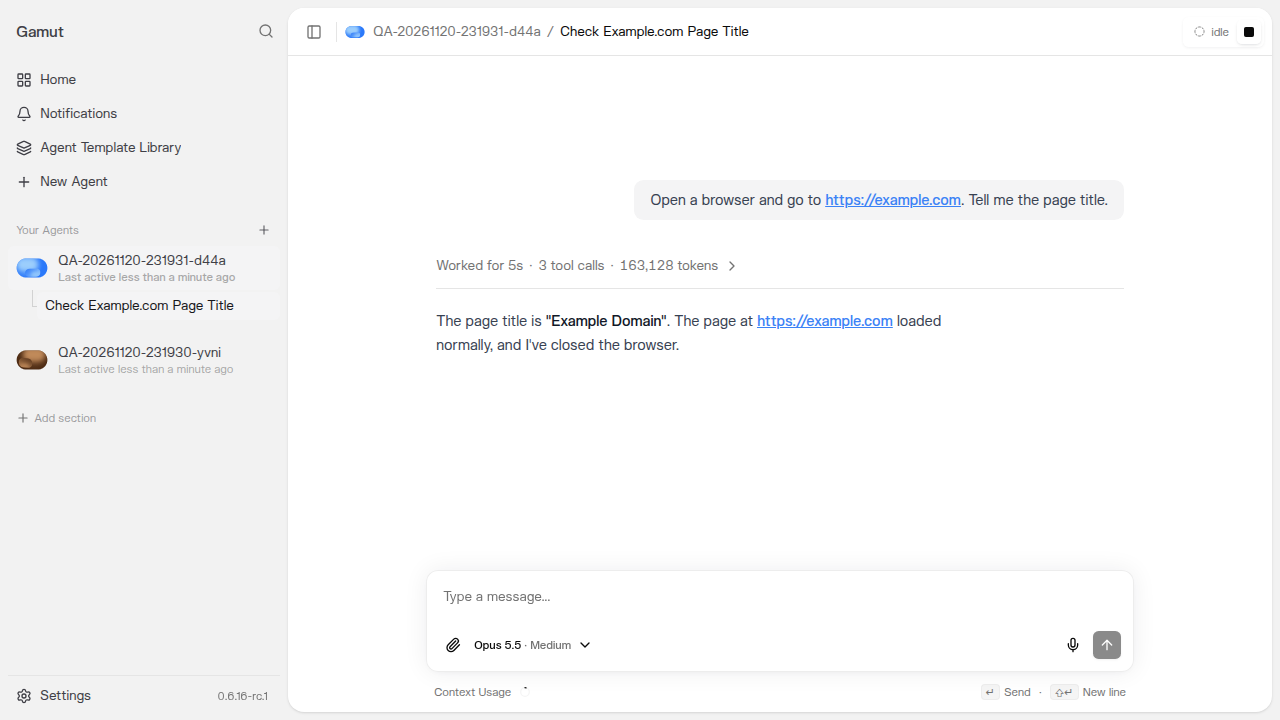 Gamut
Home
Notifications
Agent Template Library
New Agent
Your Agents
QA-20261120-231931-d44a
Last active less than a minute ago
Check Example.com Page Title
QA-20261120-231930-yvni
Last active less than a minute ago
Add section
Settings
0.6.16-rc.1
QA-20261120-231931-d44a / Check Example.com Page Title
idle
Open a browser and go to https://example.com. Tell me the page title.
Worked for 5s · 3 tool calls · 163,128 tokens
The page title is "Example Domain". The page at https://example.com loaded
normally, and I've closed the browser.
Type a message...
Opus 5.5 · Medium
Context Usage
Send · New line